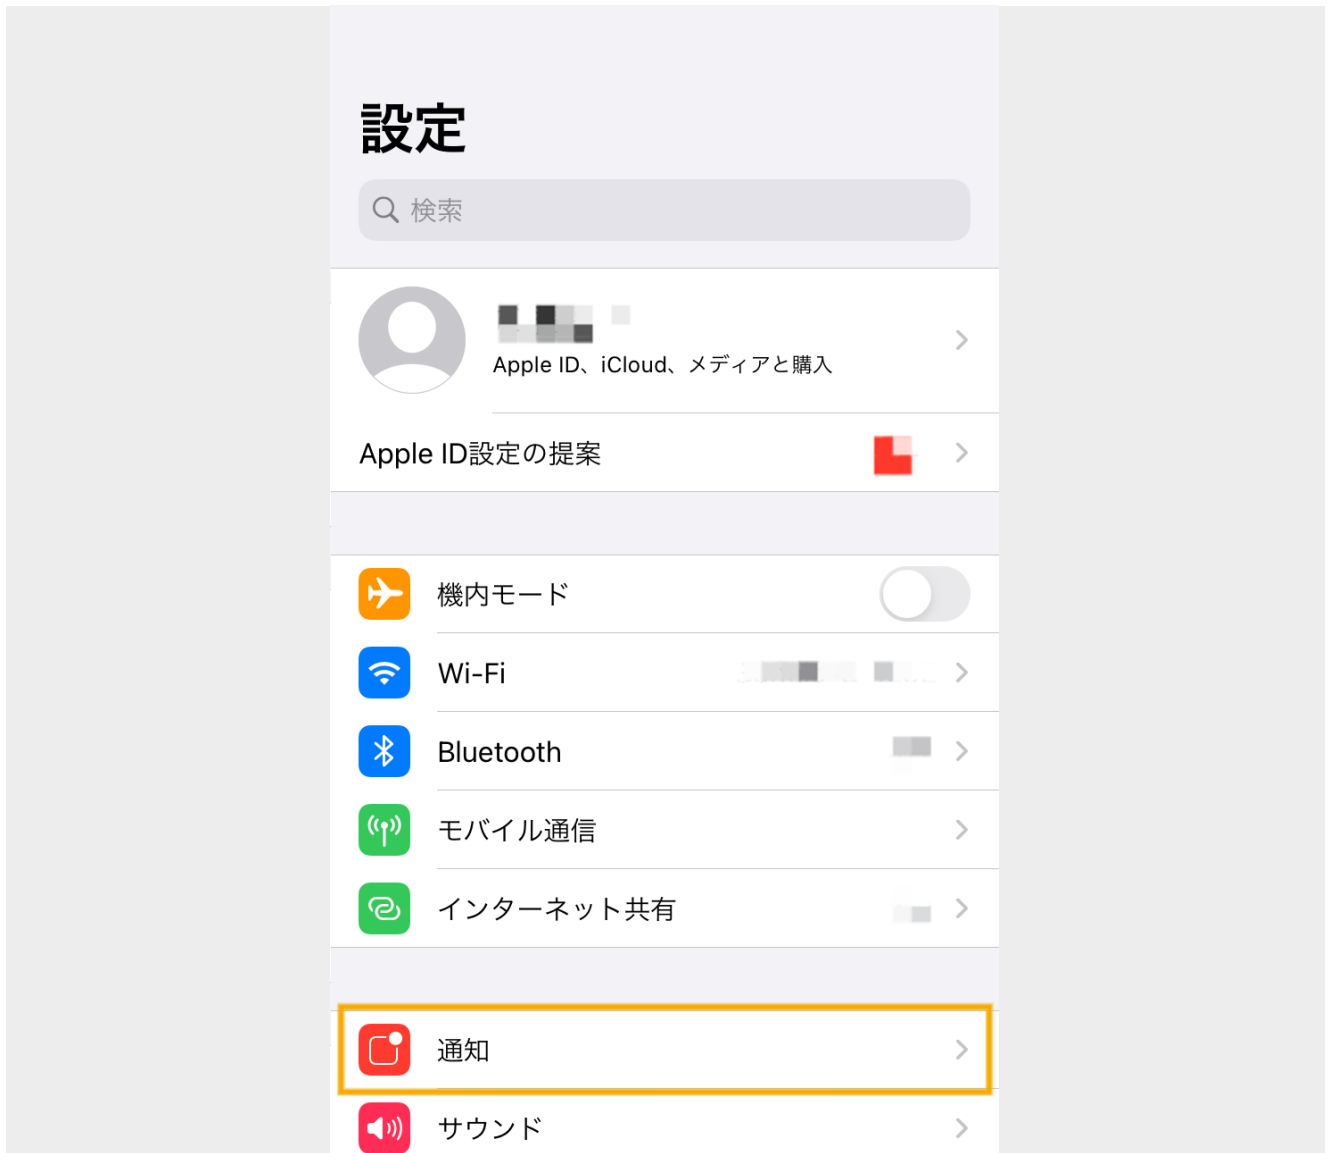 設定
検索
Apple ID、iCloud、メディアと購入
Apple ID設定の提案
機内モード
Wi-Fi
Bluetooth
モバイル通信
インターネット共有
通知
サウンド